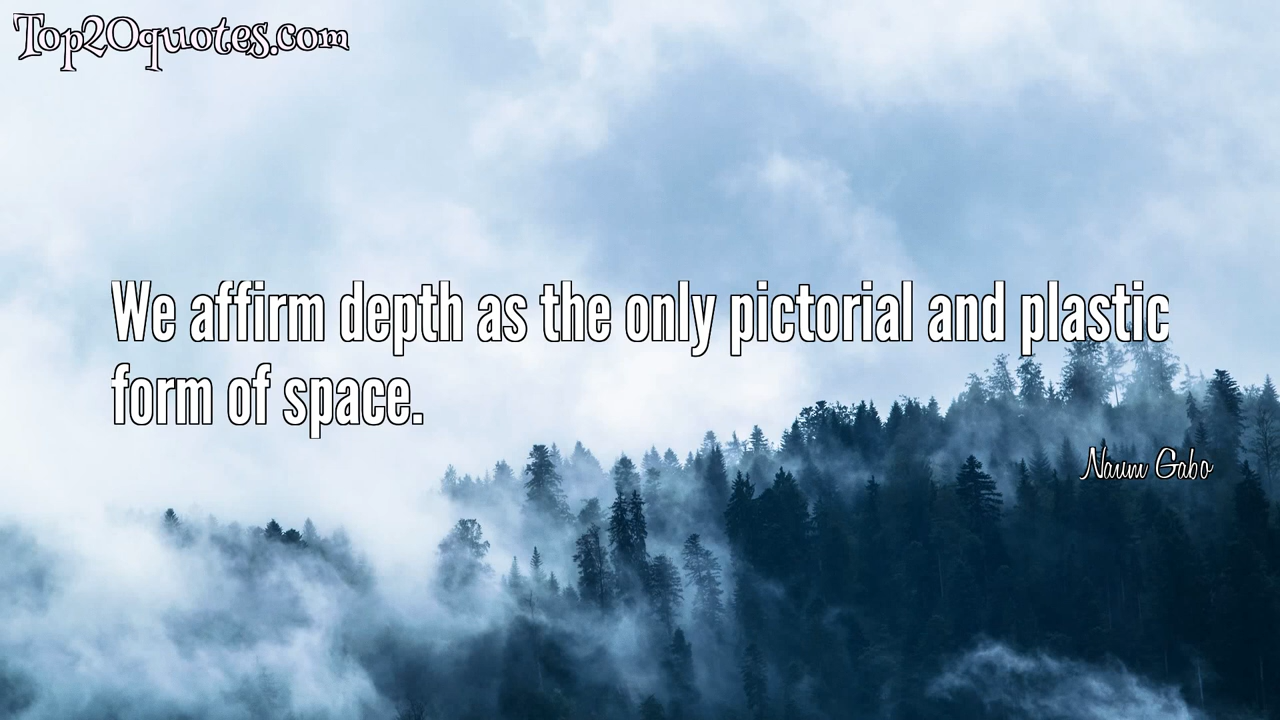 Top20quotes.com
We affirm depth as the only pictorial and plastic
form of space.
Naum Gabo